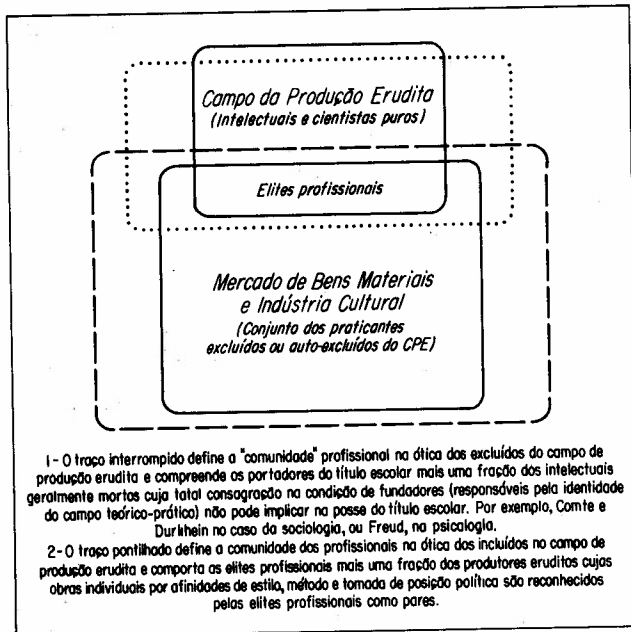 Campo da Produção Erudita
(Intelectuais e cientistas puros)
Elites profissionais
Mercado de Bens Materiais
e Indústria Cultural
(Conjunto dos praticantes
excluídos ou auto-excluídos do CPE)
1 - O traço interrompido define a "comunidade" profissional na ótica dos excluídos do campo de
produção erudita e compreende os portadores do título escolar mais uma fração dos intelectuais
geralmente mortos cuja tatal consagração na condição de fundadores (responsáveis pela identidade
do campo teórico-prático) não pode implicar na posse do título escolar. Por exemplo, Comte e
Durkhein no caso da sociologia, ou Freud, na psicologia.
2 - O traço pontilhado define a comunidade dos profissionais na ótica dos incluídos no campo de
produção erudita e comporta as elites profissionais mais uma fração dos produtores eruditos cujas
obras individuais por afinidades de estilo, método e tomada de posição política são reconhecidos
pelas elites profissionais como pares.